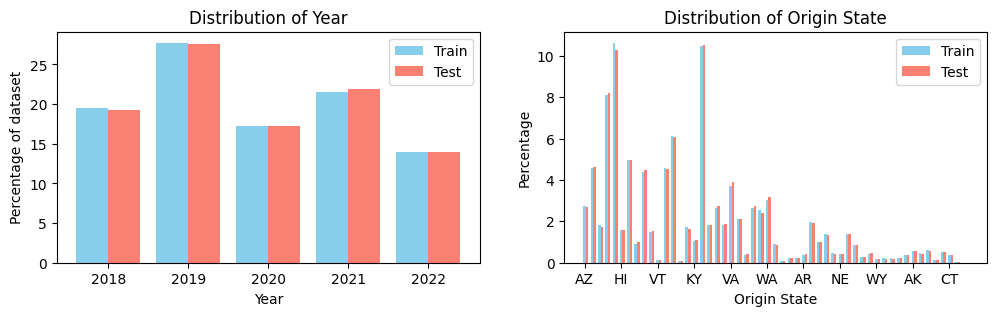 Distribution of Year
Percentage of dataset
25
20
15
10
5
0
2018 2019 2020 2021 2022
Year
Train
Test
Distribution of Origin State
Percentage
10
8
6
4
2
0
AZ HI VT KY VA WA AR NE WY AK CT
Origin State
Train
Test